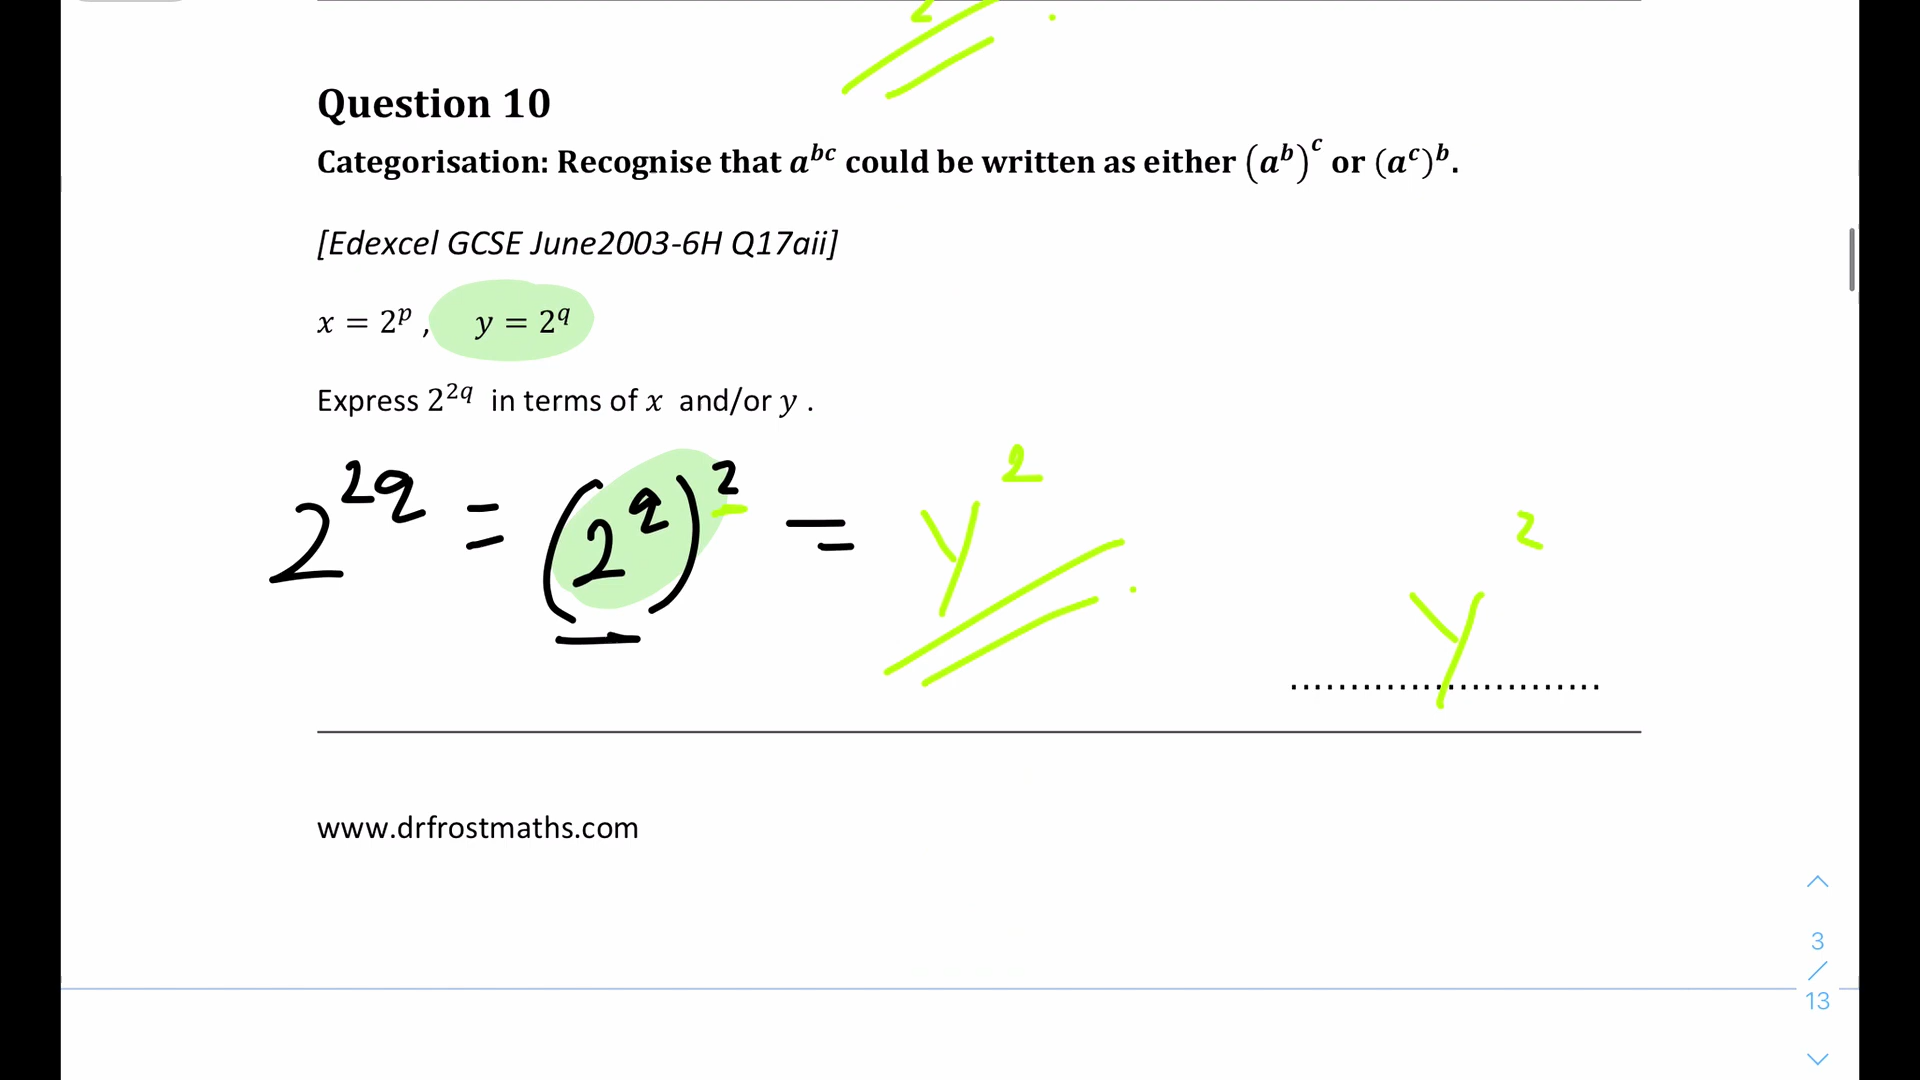 2
Question 10
Categorisation: Recognise that a^{bc} could be written as either (a^b)^c or (a^c)^b.
[Edexcel GCSE June2003-6H Q17aii]
x = 2^p , y = 2^q
Express 2^{2q} in terms of x and/or y .
2^{2q} = (2^q)^2 = y^2
y^2
..........................
www.drfrostmaths.com
3
/
13